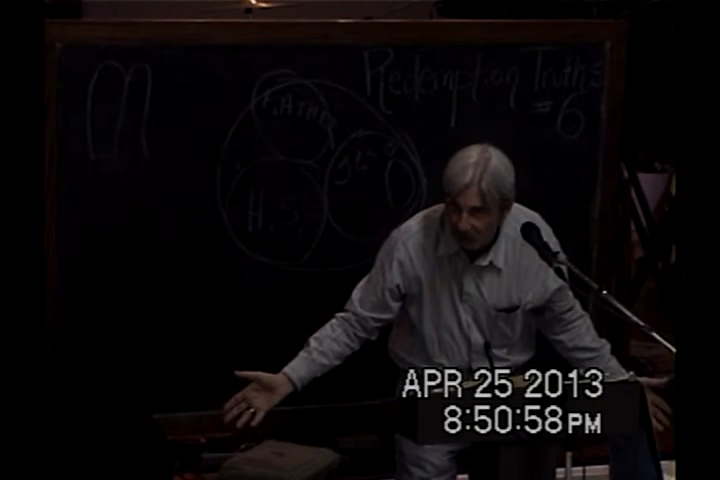 Redemption Truths
#6
FATHER
H.S.
APR 25 2013
8:50:58PM